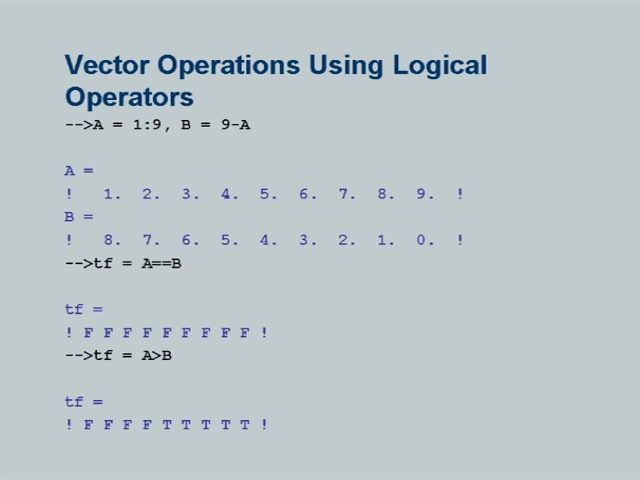 Vector Operations Using Logical
Operators
-->A = 1:9, B = 9-A
A =
! 1. 2. 3. 4. 5. 6. 7. 8. 9. !
B =
! 8. 7. 6. 5. 4. 3. 2. 1. 0. !
-->tf = A==B
tf =
! F F F F F F F F F !
-->tf = A>B
tf =
! F F F F T T T T T !